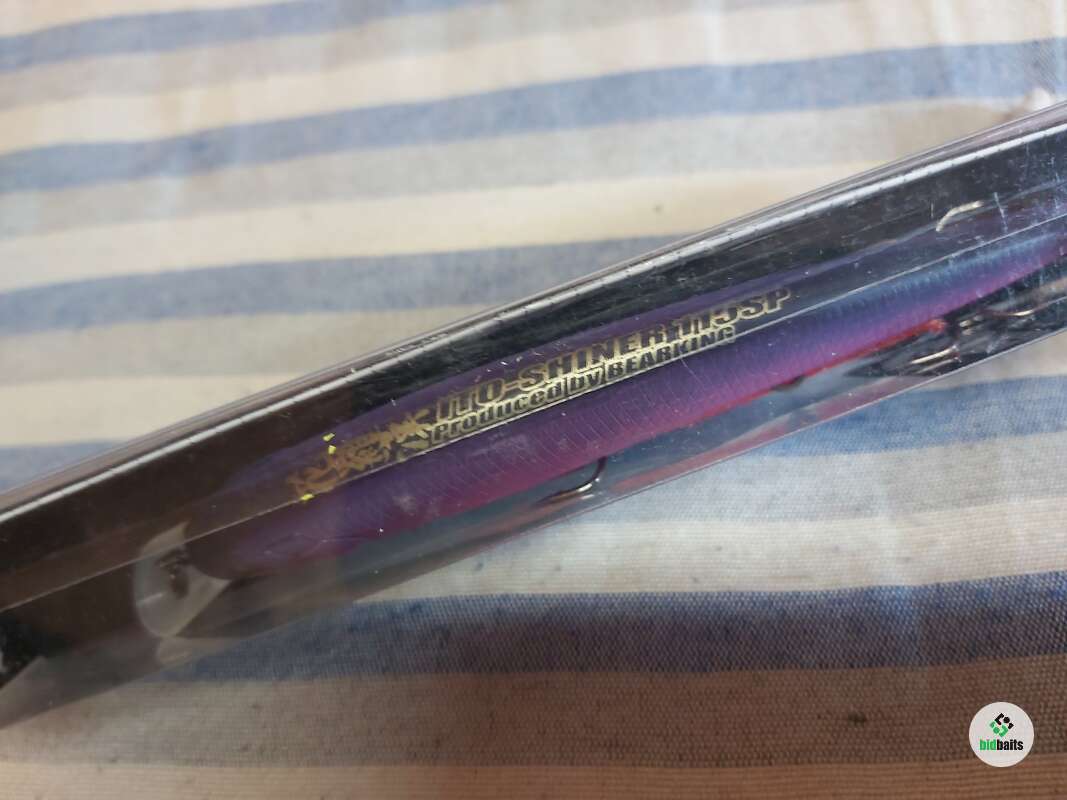 ITO-SHINER 115SP
Produced by BEARKING
bidbaits